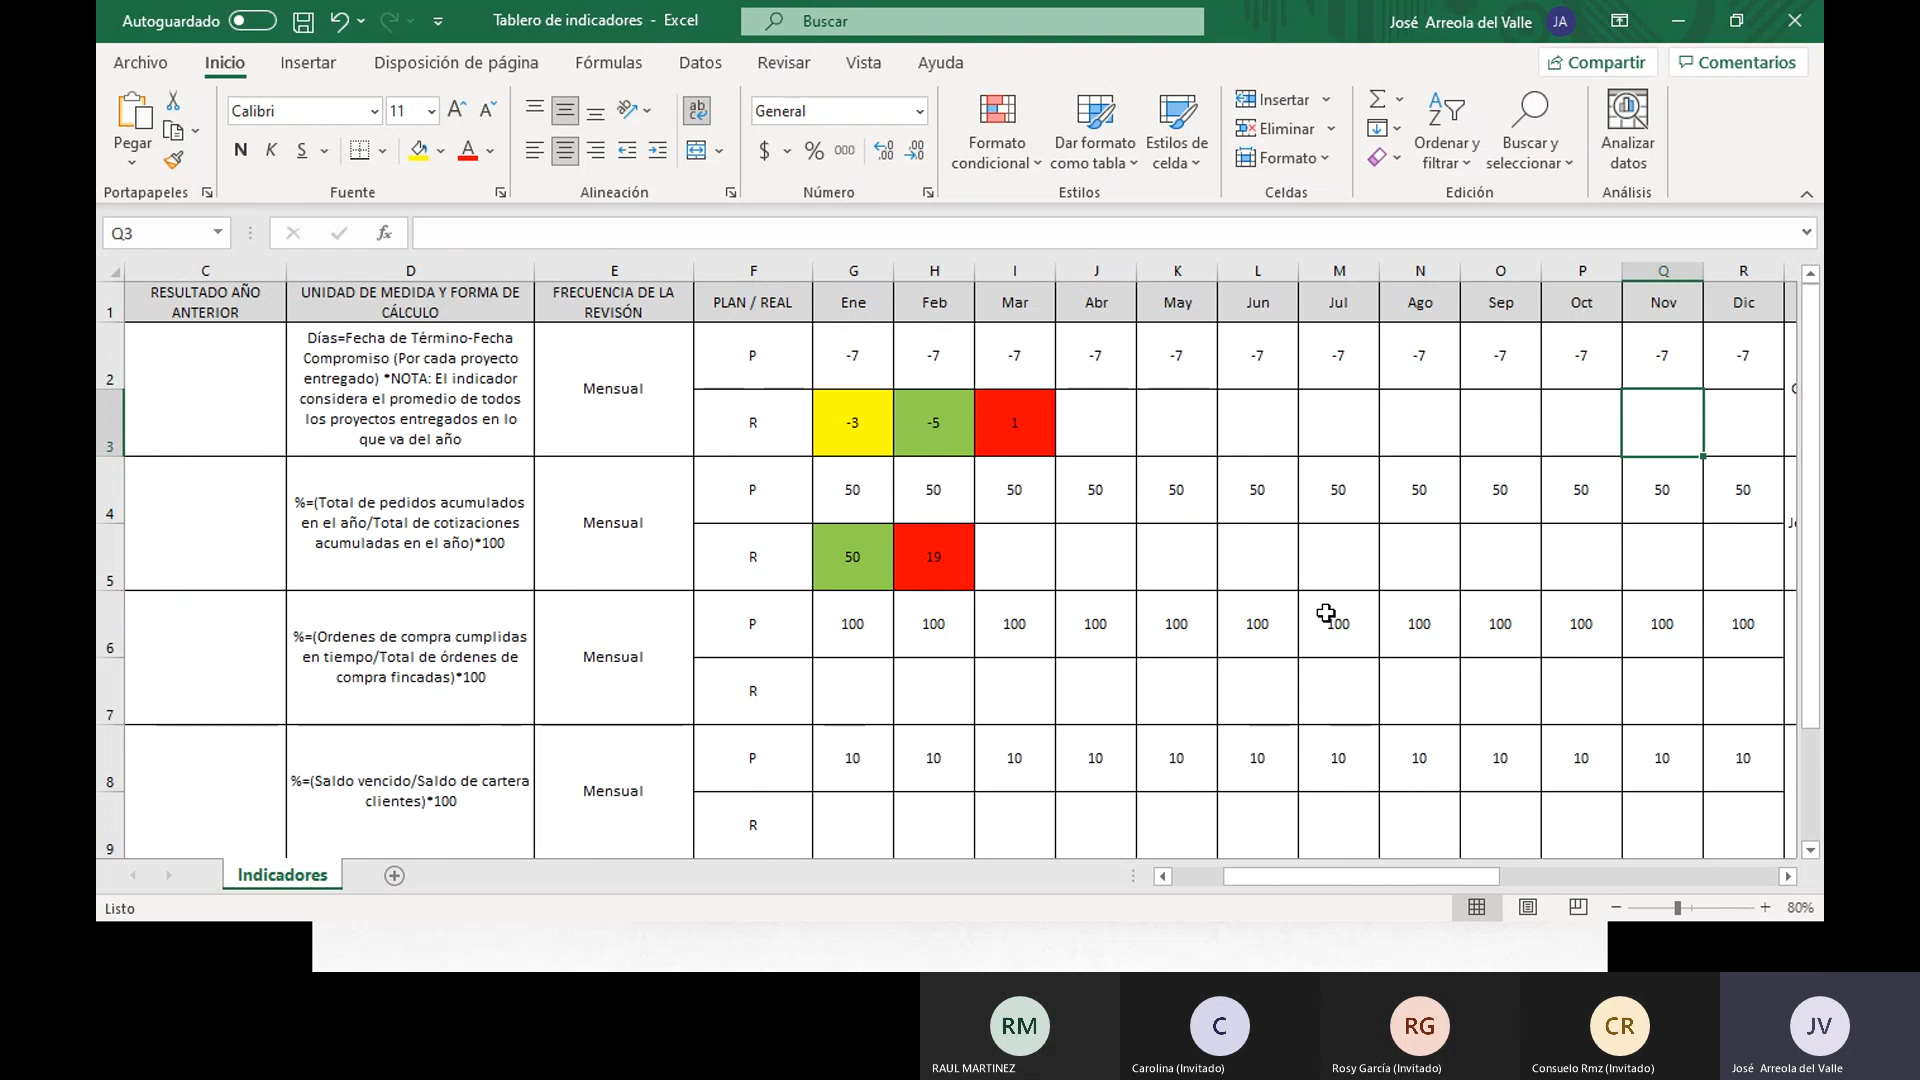 Autoguardado
Tablero de indicadores - Excel
Buscar
José Arreola del Valle
JA
Archivo
Inicio
Insertar
Disposición de página
Fórmulas
Datos
Revisar
Vista
Ayuda
Compartir
Comentarios
Pegar
Portapapeles
Calibri
11
N K S
Fuente
Alineación
General
$ % 000
Número
Formato
condicional
Dar formato
como tabla
Estilos de
celda
Estilos
Insertar
Eliminar
Formato
Celdas
Ordenar y
filtrar
Buscar y
seleccionar
Edición
Analizar
datos
Análisis
Q3
fx
C D E F G H I J K L M N O P Q R
1
RESULTADO AÑO
ANTERIOR
UNIDAD DE MEDIDA Y FORMA DE
CÁLCULO
FRECUENCIA DE LA
REVISÓN
PLAN / REAL
Ene Feb Mar Abr May Jun Jul Ago Sep Oct Nov Dic
2
Días=Fecha de Término-Fecha
Compromiso (Por cada proyecto
entregado) *NOTA: El indicador
considera el promedio de todos
los proyectos entregados en lo
que va del año
Mensual
P -7 -7 -7 -7 -7 -7 -7 -7 -7 -7 -7 -7
3
R -3 -5 1
4
%=(Total de pedidos acumulados
en el año/Total de cotizaciones
acumuladas en el año)*100
Mensual
P 50 50 50 50 50 50 50 50 50 50 50 50
5
R 50 19
6
%=(Ordenes de compra cumplidas
en tiempo/Total de órdenes de
compra fincadas)*100
Mensual
P 100 100 100 100 100 100 100 100 100 100 100 100
7
R
8
%=(Saldo vencido/Saldo de cartera
clientes)*100
Mensual
P 10 10 10 10 10 10 10 10 10 10 10 10
9
R
Indicadores
Listo
80%
RM
RAUL MARTINEZ
C
Carolina (Invitado)
RG
Rosy García (Invitado)
CR
Consuelo Rmz (Invitado)
JV
José Arreola del Valle